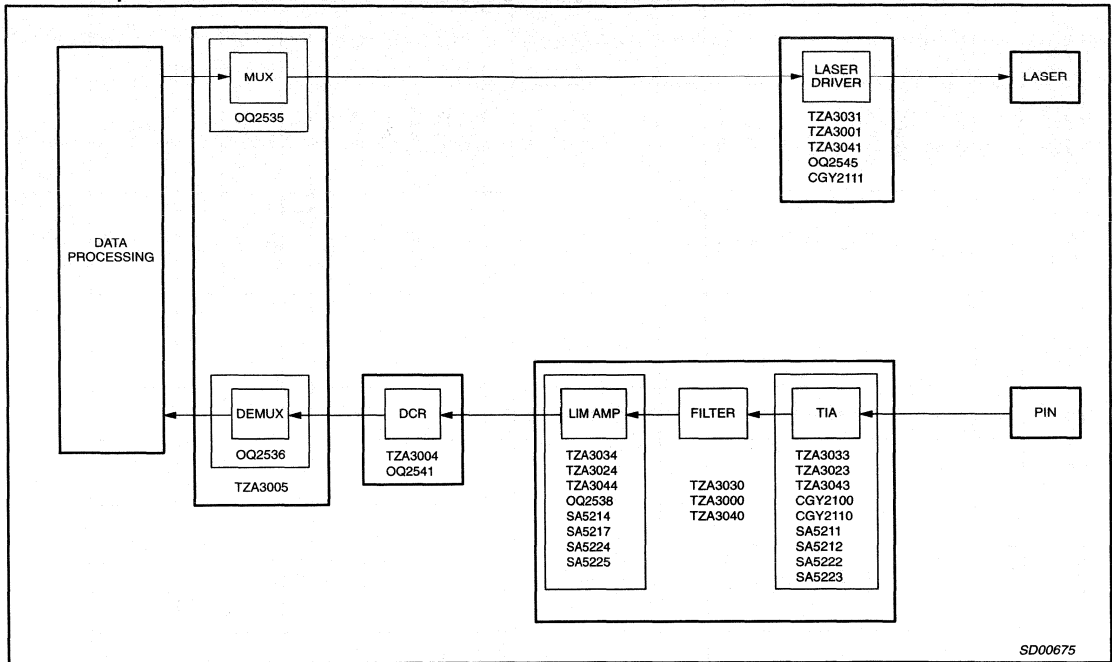 MUX
OQ2535
LASER
DRIVER
TZA3031
TZA3001
TZA3041
OQ2545
CGY2111
LASER
DATA
PROCESSING
DEMUX
OQ2536
TZA3005
DCR
TZA3004
OQ2541
LIM AMP
TZA3034
TZA3024
TZA3044
OQ2538
SA5214
SA5217
SA5224
SA5225
FILTER
TZA3030
TZA3000
TZA3040
TIA
TZA3033
TZA3023
TZA3043
CGY2100
CGY2110
SA5211
SA5212
SA5222
SA5223
PIN
SD00675